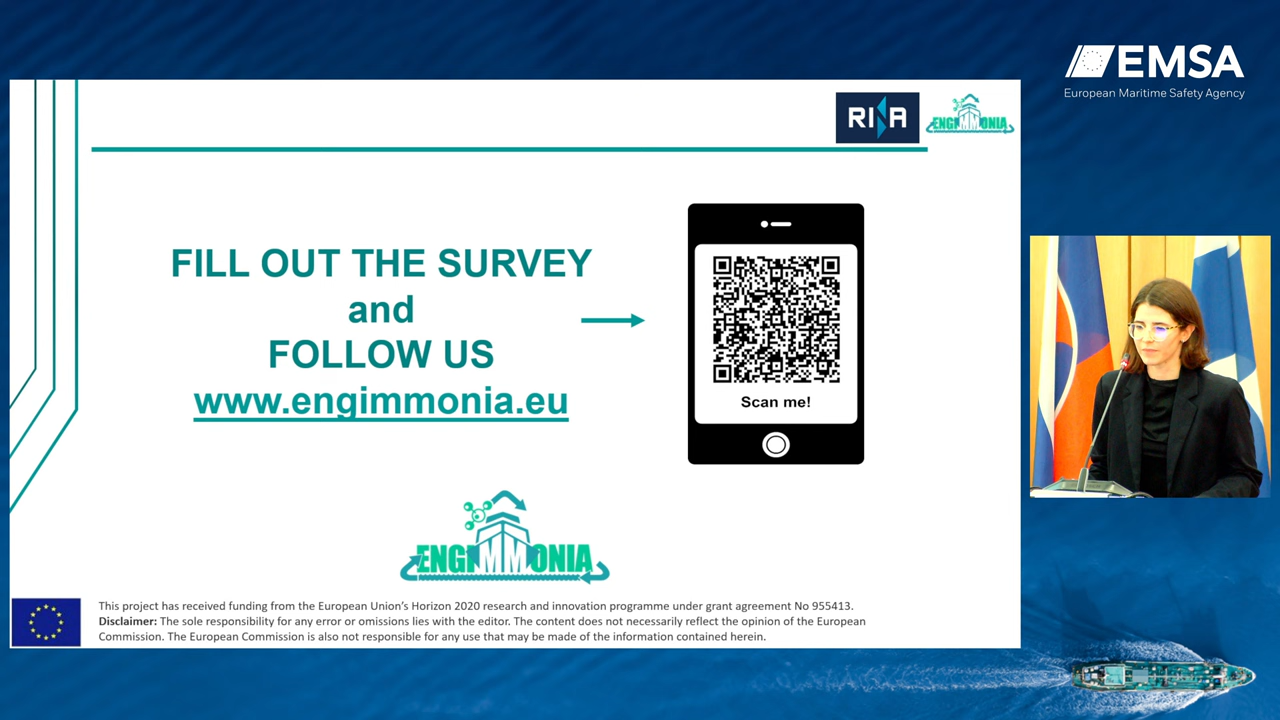 EMSA
European Maritime Safety Agency
RINA
ENGIMMONIA
FILL OUT THE SURVEY
and
FOLLOW US
www.engimmonia.eu
Scan me!
ENGIMMONIA
This project has received funding from the European Union’s Horizon 2020 research and innovation programme under grant agreement No 955413.
Disclaimer: The sole responsibility for any error or omissions lies with the editor. The content does not necessarily reflect the opinion of the European
Commission. The European Commission is also not responsible for any use that may be made of the information contained herein.